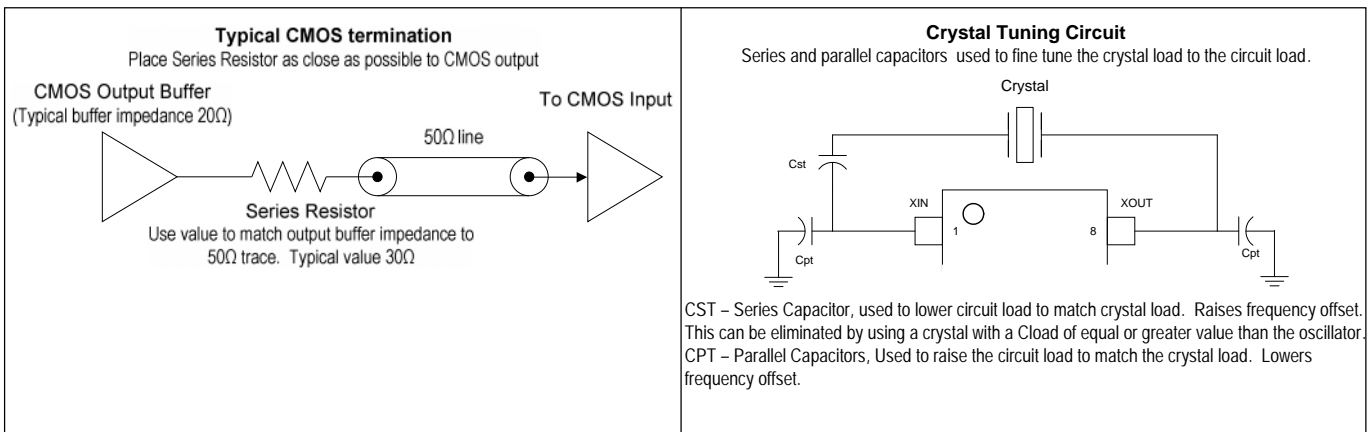 Typical CMOS termination
Place Series Resistor as close as possible to CMOS output
CMOS Output Buffer
(Typical buffer impedance 20Ω)
To CMOS Input
50Ω line
Series Resistor
Use value to match output buffer impedance to
50Ω trace. Typical value 30Ω
Crystal Tuning Circuit
Series and parallel capacitors used to fine tune the crystal load to the circuit load.
Crystal
Cst
XIN
XOUT
1
8
Cpt
Cpt
CST – Series Capacitor, used to lower circuit load to match crystal load. Raises frequency offset.
This can be eliminated by using a crystal with a Cload of equal or greater value than the oscillator.
CPT – Parallel Capacitors, Used to raise the circuit load to match the crystal load. Lowers
frequency offset.